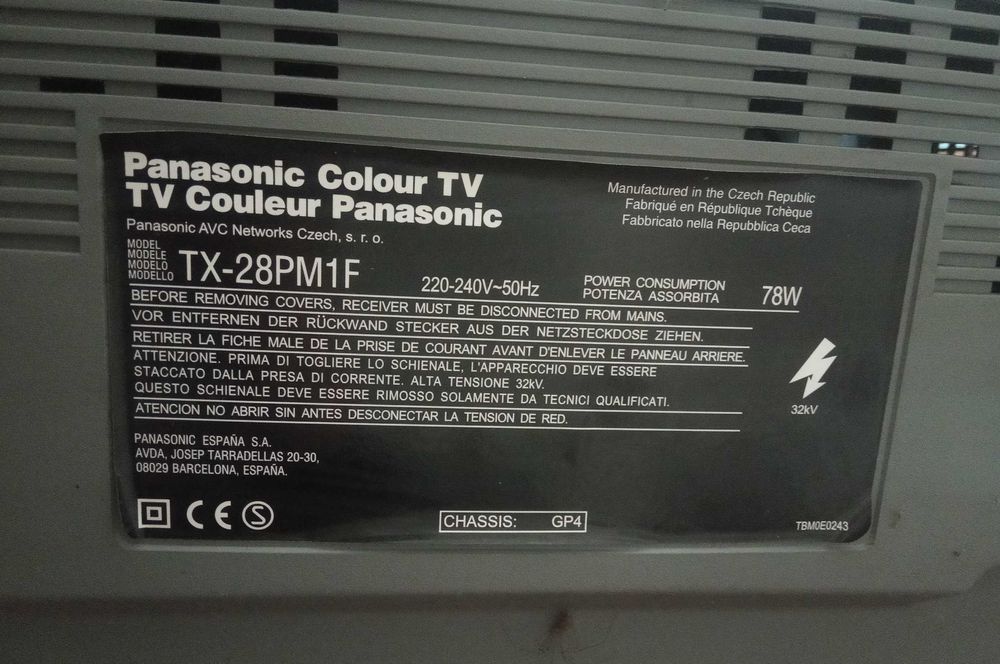 Panasonic Colour TV
TV Couleur Panasonic
Panasonic AVC Networks Czech, s. r. o.
Manufactured in the Czech Republic
Fabriqué en République Tchèque
Fabbricato nella Repubblica Ceca
MODEL
MODELE
MODELO
MODELLO
TX-28PM1F
220-240V~50Hz
POWER CONSUMPTION
POTENZA ASSORBITA
78W
BEFORE REMOVING COVERS, RECEIVER MUST BE DISCONNECTED FROM MAINS.
VOR ENTFERNEN DER RÜCKWAND STECKER AUS DER NETZSTECKDOSE ZIEHEN.
RETIRER LA FICHE MALE DE LA PRISE DE COURANT AVANT D'ENLEVER LE PANNEAU ARRIERE.
ATTENZIONE. PRIMA DI TOGLIERE LO SCHIENALE, L'APPARECCHIO DEVE ESSERE
STACCATO DALLA PRESA DI CORRENTE. ALTA TENSIONE 32kV.
QUESTO SCHIENALE DEVE ESSERE RIMOSSO SOLAMENTE DA TECNICI QUALIFICATI.
ATENCION NO ABRIR SIN ANTES DESCONECTAR LA TENSION DE RED.
32kV
PANASONIC ESPAÑA S.A.
AVDA, JOSEP TARRADELLAS 20-30,
08029 BARCELONA, ESPAÑA.
CE S
CHASSIS: GP4
TBM0E0243